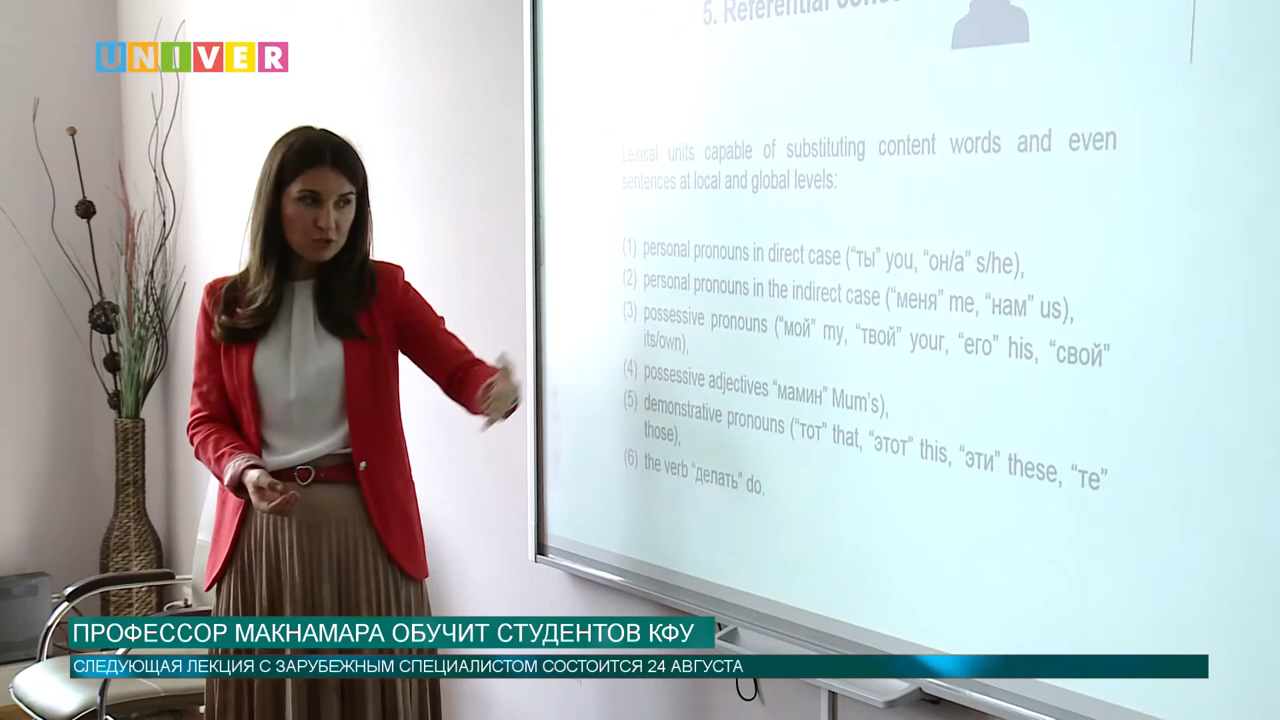 UNIVER
5. Referential
Lexical units capable of substituting content words and even
sentences at local and global levels:
(1) personal pronouns in direct case (“ты” you, “он/а” s/he),
(2) personal pronouns in the indirect case (“меня” me, “нам” us),
(3) possessive pronouns (“мой” my, “твой” your, “его” his, “свой”
its/own),
(4) possessive adjectives “мамин” Mum’s),
(5) demonstrative pronouns (“тот” that, “этот” this, “эти” these, “те”
those),
(6) the verb “делать” do.
ПРОФЕССОР МАКНАМАРА ОБУЧИТ СТУДЕНТОВ КФУ
СЛЕДУЮЩАЯ ЛЕКЦИЯ С ЗАРУБЕЖНЫМ СПЕЦИАЛИСТОМ СОСТОИТСЯ 24 АВГУСТА